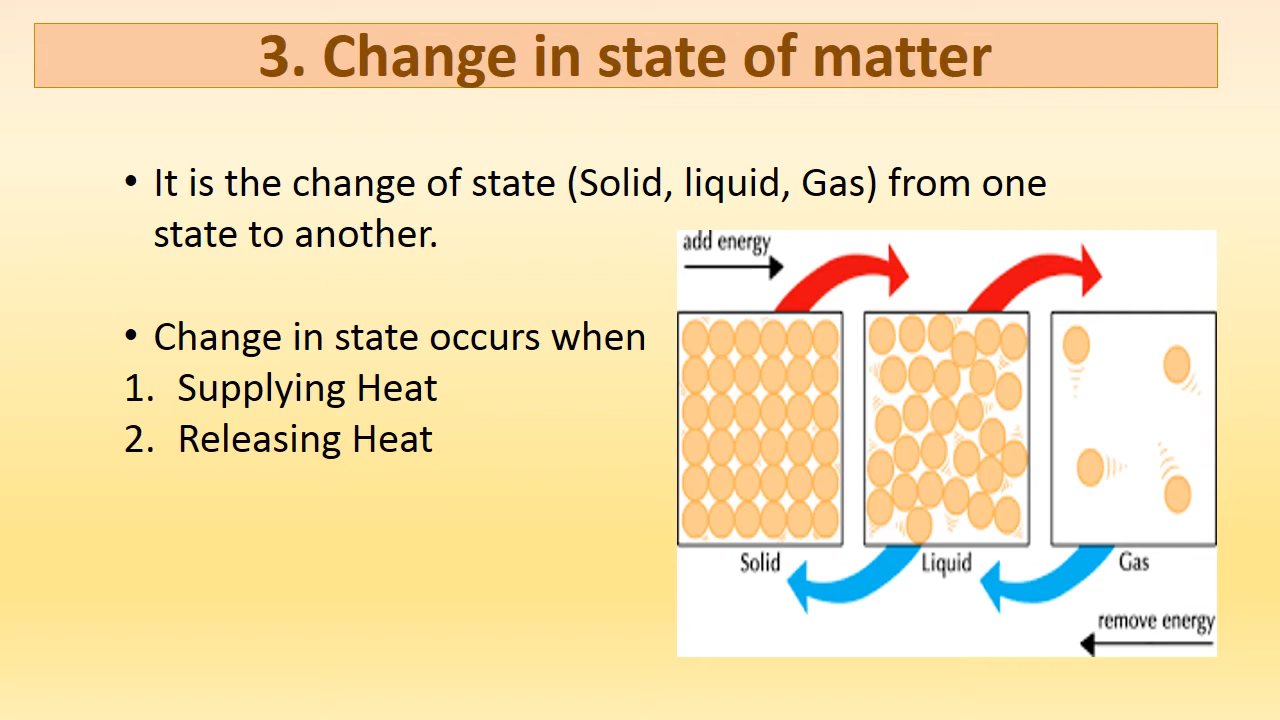 3. Change in state of matter
• It is the change of state (Solid, liquid, Gas) from one
state to another.
• Change in state occurs when
1. Supplying Heat
2. Releasing Heat
add energy
Solid
Liquid
Gas
remove energy